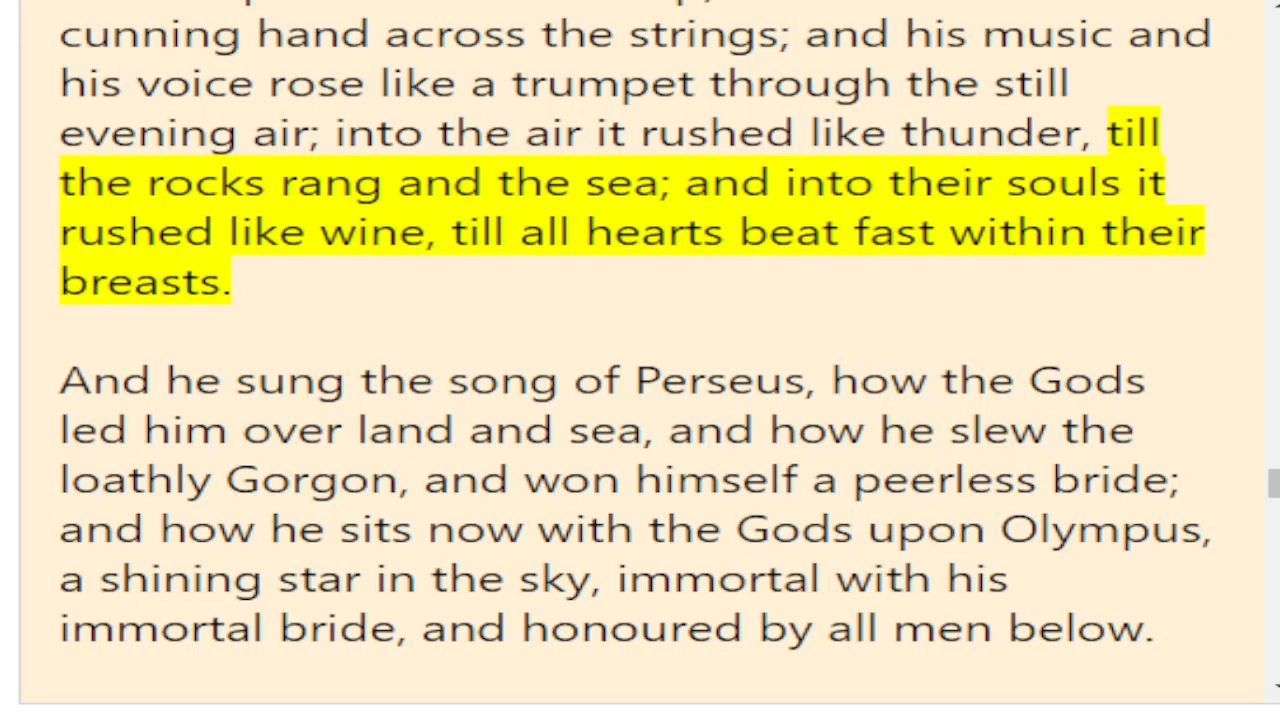 cunning hand across the strings; and his music and
his voice rose like a trumpet through the still
evening air; into the air it rushed like thunder, till
the rocks rang and the sea; and into their souls it
rushed like wine, till all hearts beat fast within their
breasts.
And he sung the song of Perseus, how the Gods
led him over land and sea, and how he slew the
loathly Gorgon, and won himself a peerless bride;
and how he sits now with the Gods upon Olympus,
a shining star in the sky, immortal with his
immortal bride, and honoured by all men below.